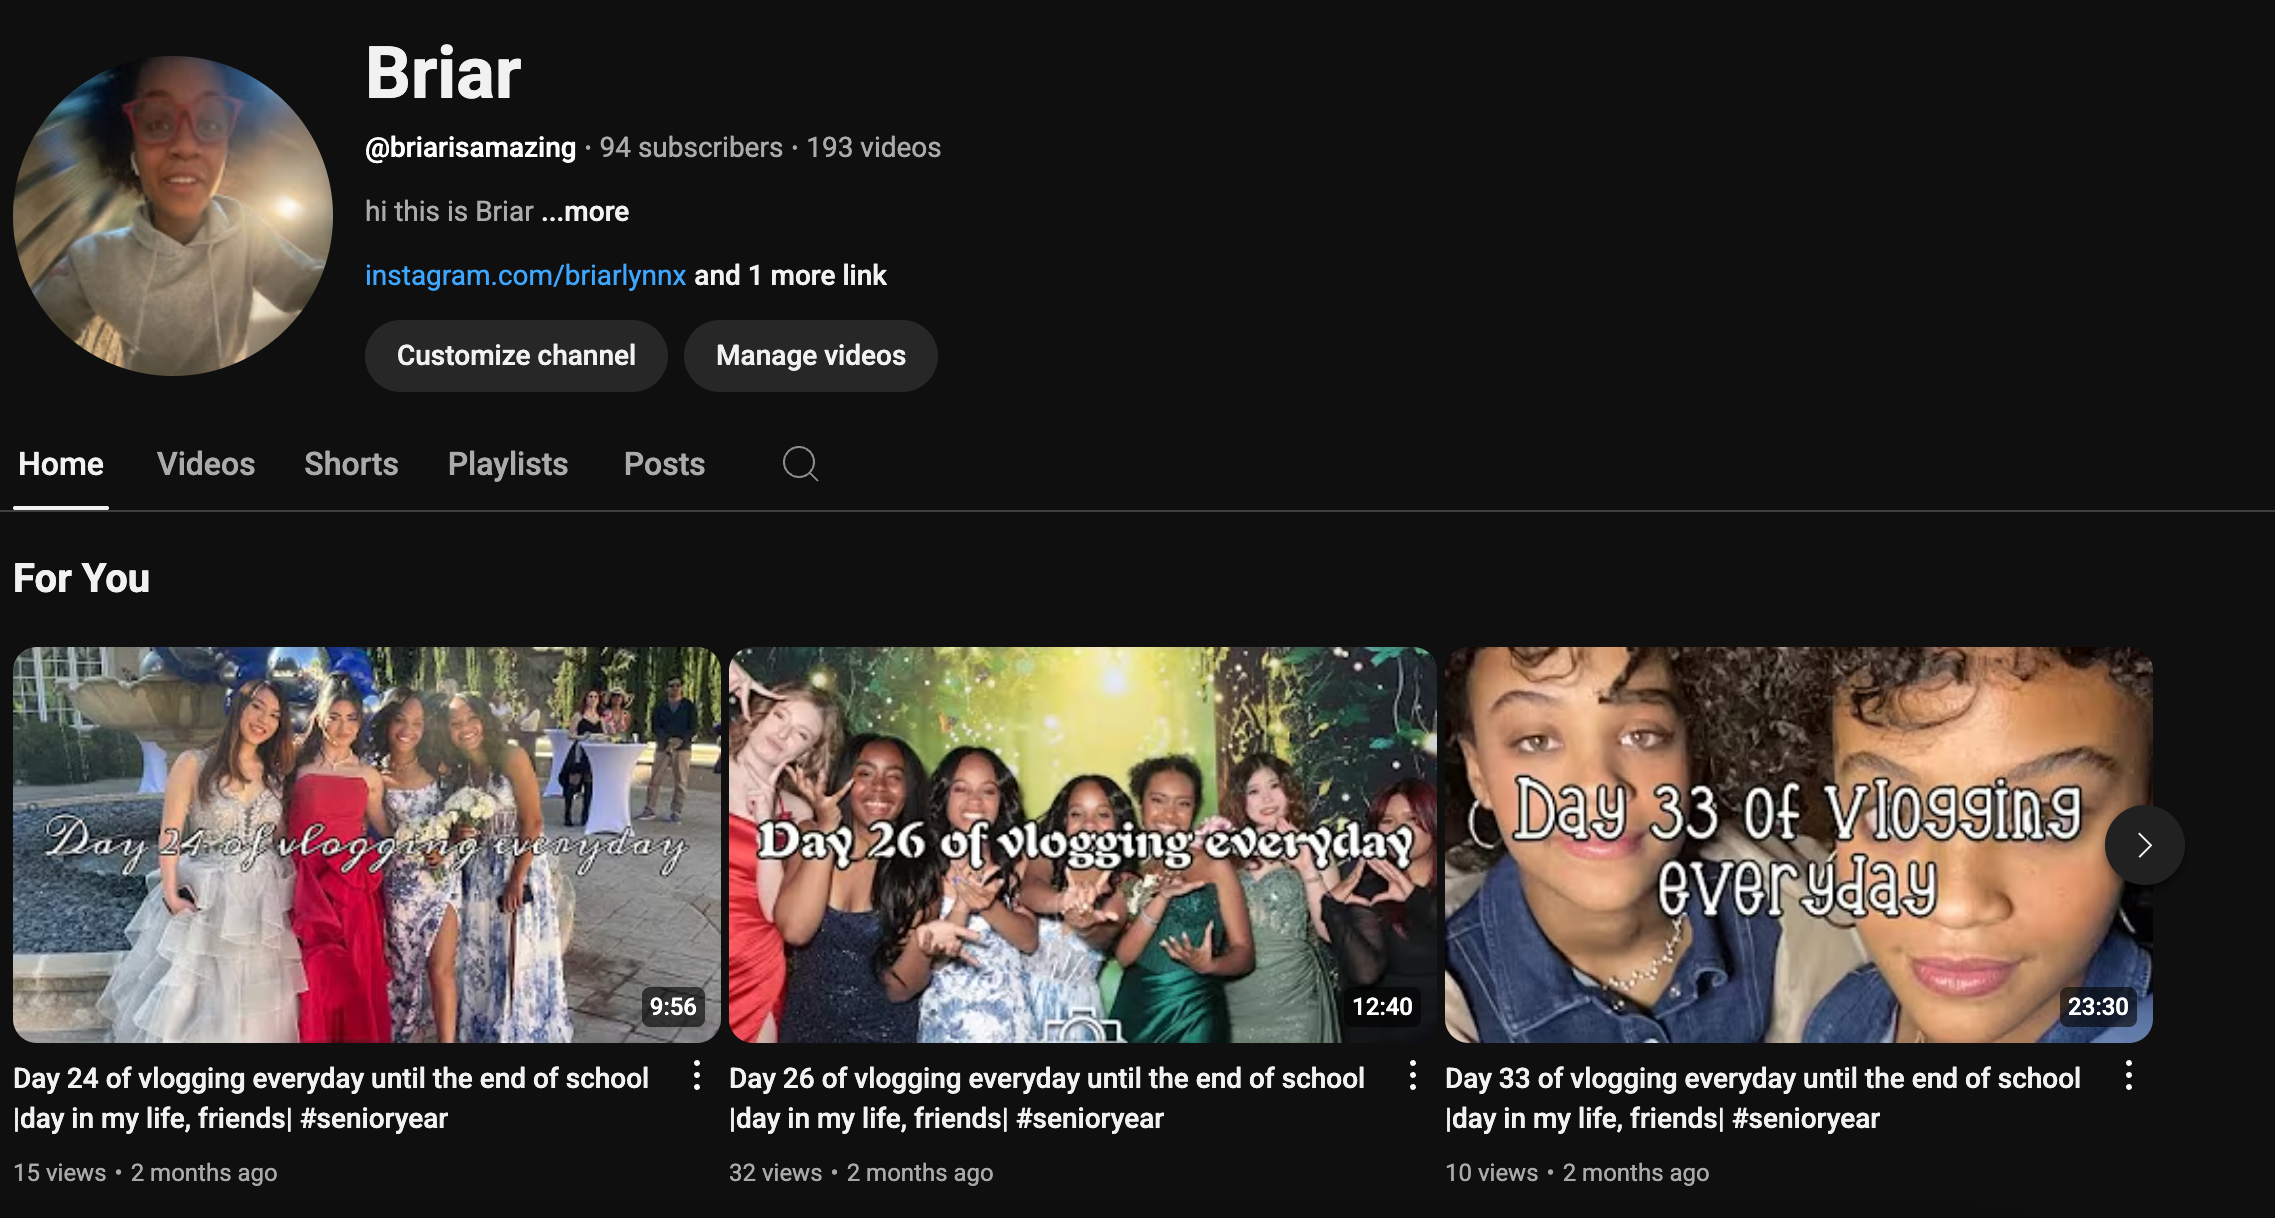 Briar
@briarisamazing · 94 subscribers · 193 videos
hi this is Briar ...more
instagram.com/briarlynnx and 1 more link
Customize channel
Manage videos
Home
Videos
Shorts
Playlists
Posts
For You
Day 24 of vlogging everyday
9:56
Day 26 of vlogging everyday
12:40
Day 33 of vlogging
everyday
23:30
Day 24 of vlogging everyday until the end of school
|day in my life, friends| #senioryear
15 views • 2 months ago
Day 26 of vlogging everyday until the end of school
|day in my life, friends| #senioryear
32 views • 2 months ago
Day 33 of vlogging everyday until the end of school
|day in my life, friends| #senioryear
10 views • 2 months ago